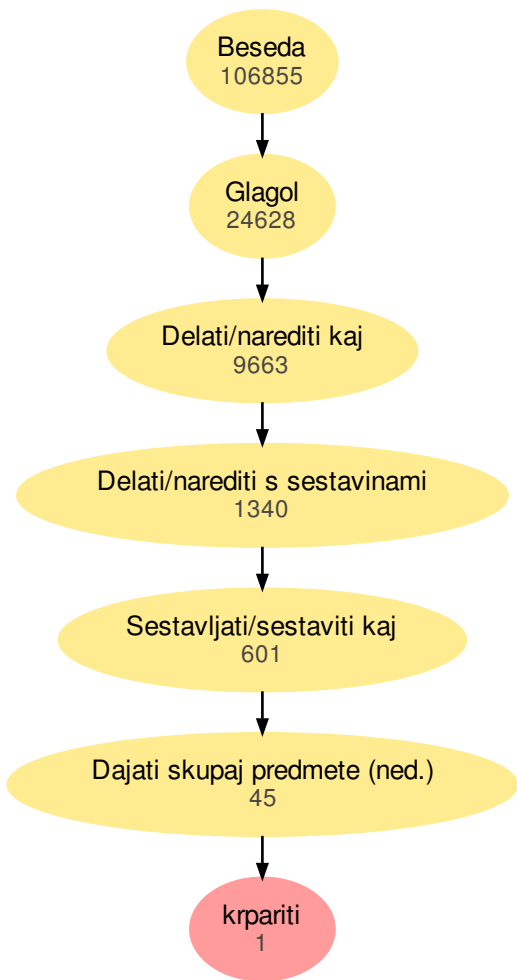 Beseda
106855
Glagol
24628
Delati/narediti kaj
9663
Delati/narediti s sestavinami
1340
Sestavljati/sestaviti kaj
601
Dajati skupaj predmete (ned.)
45
krpariti
1